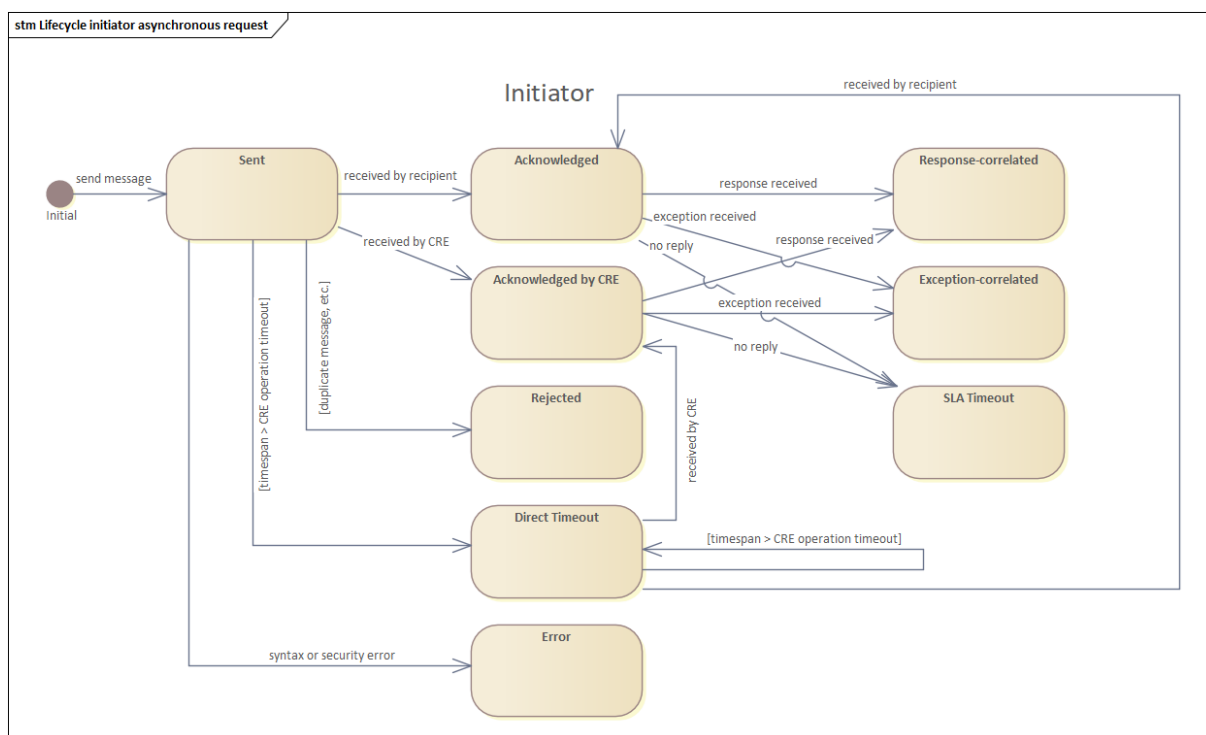 stm Lifecycle initiator asynchronous request
Initiator
received by recipient
Sent
Acknowledged
Response-correlated
send message
received by recipient
response received
Initial
exception received
received by CRE
no reply
response received
Acknowledged by CRE
Exception-correlated
exception received
no reply
[timespan > CRE operation timeout]
[duplicate message, etc.]
Rejected
SLA Timeout
received by CRE
Direct Timeout
[timespan > CRE operation timeout]
Error
syntax or security error